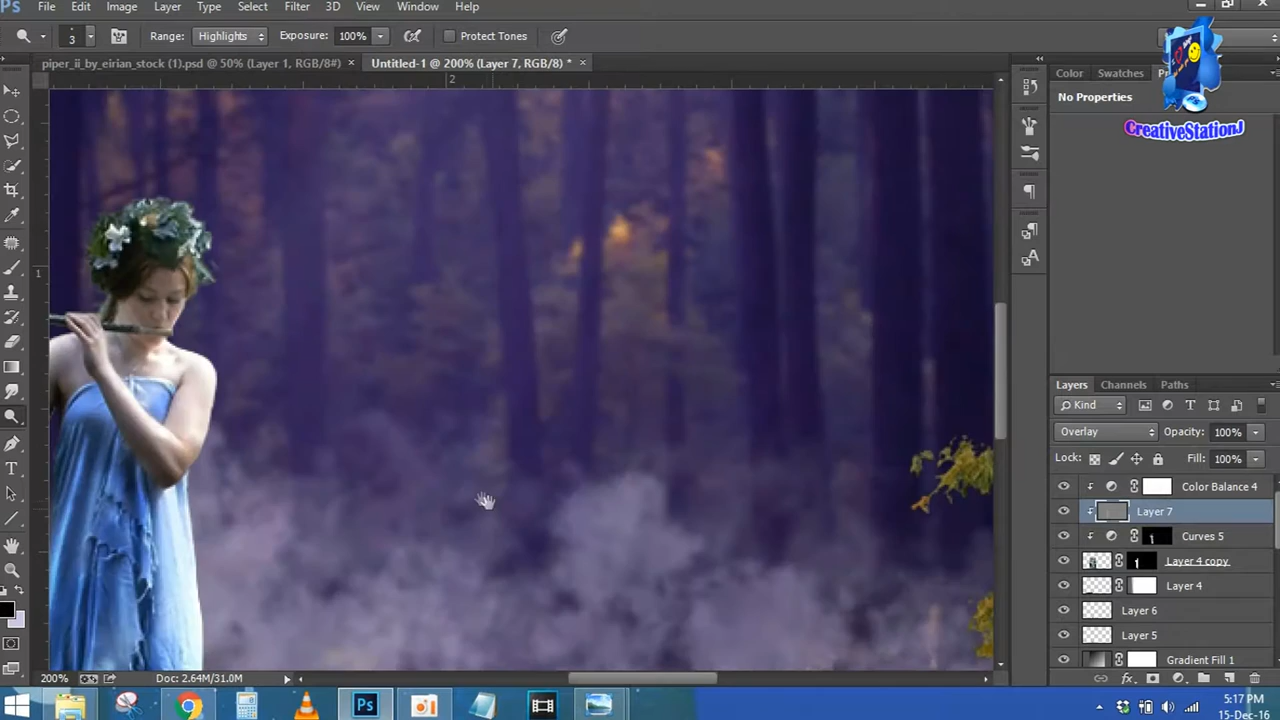 Ps File Edit Image Layer Type Select Filter 3D View Window Help
3 Range: Highlights Exposure: 100% Protect Tones
piper_ii_by_eirian_stock (1).psd @ 50% (Layer 1, RGB/8#) × Untitled-1 @ 200% (Layer 7, RGB/8) * ×
2
1
Color Swatches
No Properties
CreativeStationJ
Layers Channels Paths
Kind
Overlay Opacity: 100%
Lock: Fill: 100%
Color Balance 4
Layer 7
Curves 5
Layer 4 copy
Layer 4
Layer 6
Layer 5
Gradient Fill 1
200% Doc: 2.64M/31.0M
Ps
5:17 PM
15-Dec-16